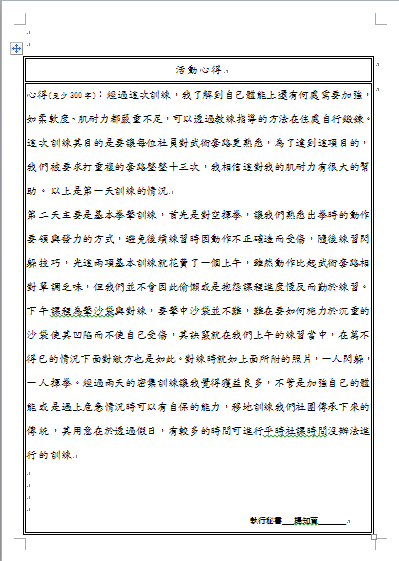 活動心得
心得(至少300字)：經過這次訓練，我了解到自己體能上還有何處需要加強，
如柔軟度、肌耐力都嚴重不足，可以透過教練指導的方法在住處自行鍛鍊。
這次訓練其目的是要讓每位社員對武術套路更熟悉，為了達到這項目的，
我們被要求打重複的套路整整十三次，我相信這對我的肌耐力有很大的幫
助。以上是第一天訓練的情況。
第二天主要是基本拳擊訓練，首先是對空揮拳，讓我們熟悉出拳時的動作
要領與發力的方式，避免後續練習時因動作不正確造而受傷，隨後練習閃
躲技巧，光這兩項基本訓練就花費了一個上午，雖然動作比起武術套路相
對單調乏味，但我們並不會因此偷懶或是抱怨課程進度慢反而勤於練習。
下午課程為擊沙袋與對練，要擊中沙袋並不難，難在要如何施力於沉重的
沙袋使其凹陷而不使自己受傷，其訣竅就在我們上午的練習當中，在萬不
得已的情況下面對敵方也是如此。對練時就如上面所附的照片，一人閃躲，
一人揮拳。經過兩天的密集訓練讓我覺得獲益良多，不管是加強自己的體
能或是遇上危急情況時可以有自保的能力，移地訓練我們社團傳承下來的
傳統，其用意在於透過假日，有較多的時間可進行平時社課時間沒辦法進
行的訓練。
執行秘書